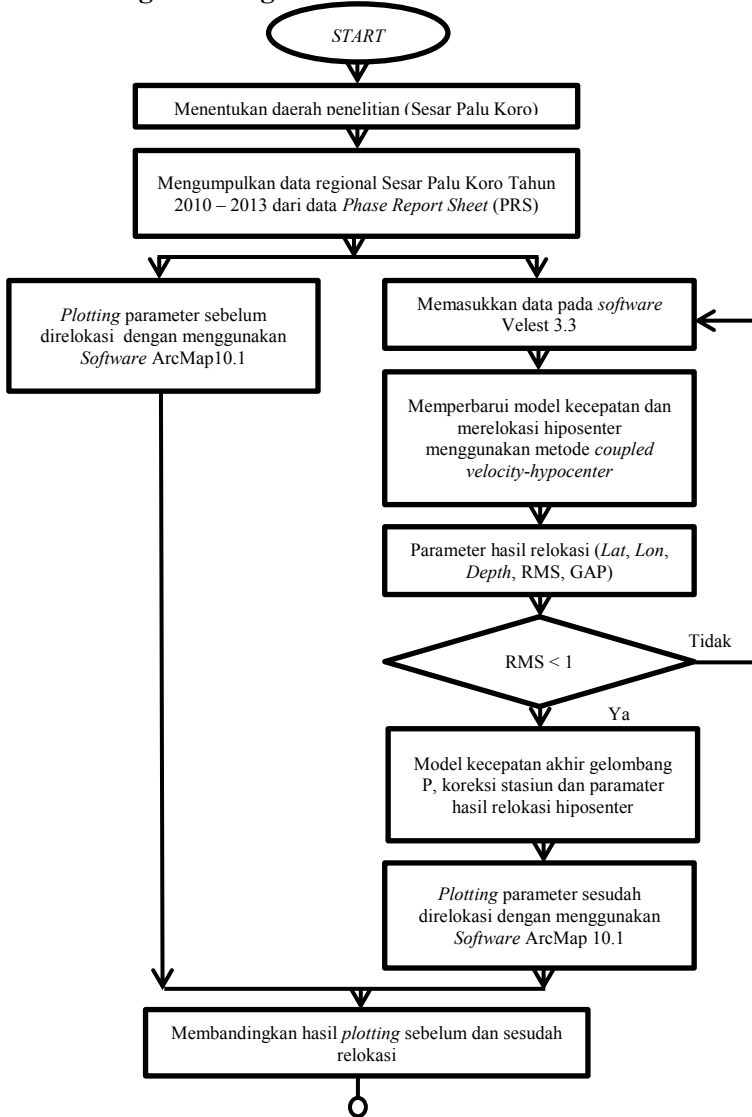 START
Menentukan daerah penelitian (Sesar Palu Koro)
Mengumpulkan data regional Sesar Palu Koro Tahun
2010 – 2013 dari data Phase Report Sheet (PRS)
Plotting parameter sebelum
direlokasi dengan menggunakan
Software ArcMap10.1
Memasukkan data pada software
Velest 3.3
Memperbarui model kecepatan dan
merelokasi hiposenter
menggunakan metode coupled
velocity-hypocenter
Parameter hasil relokasi (Lat, Lon,
Depth, RMS, GAP)
RMS < 1
Tidak
Ya
Model kecepatan akhir gelombang
P, koreksi stasiun dan paramater
hasil relokasi hiposenter
Plotting parameter sesudah
direlokasi dengan menggunakan
Software ArcMap 10.1
Membandingkan hasil plotting sebelum dan sesudah
relokasi